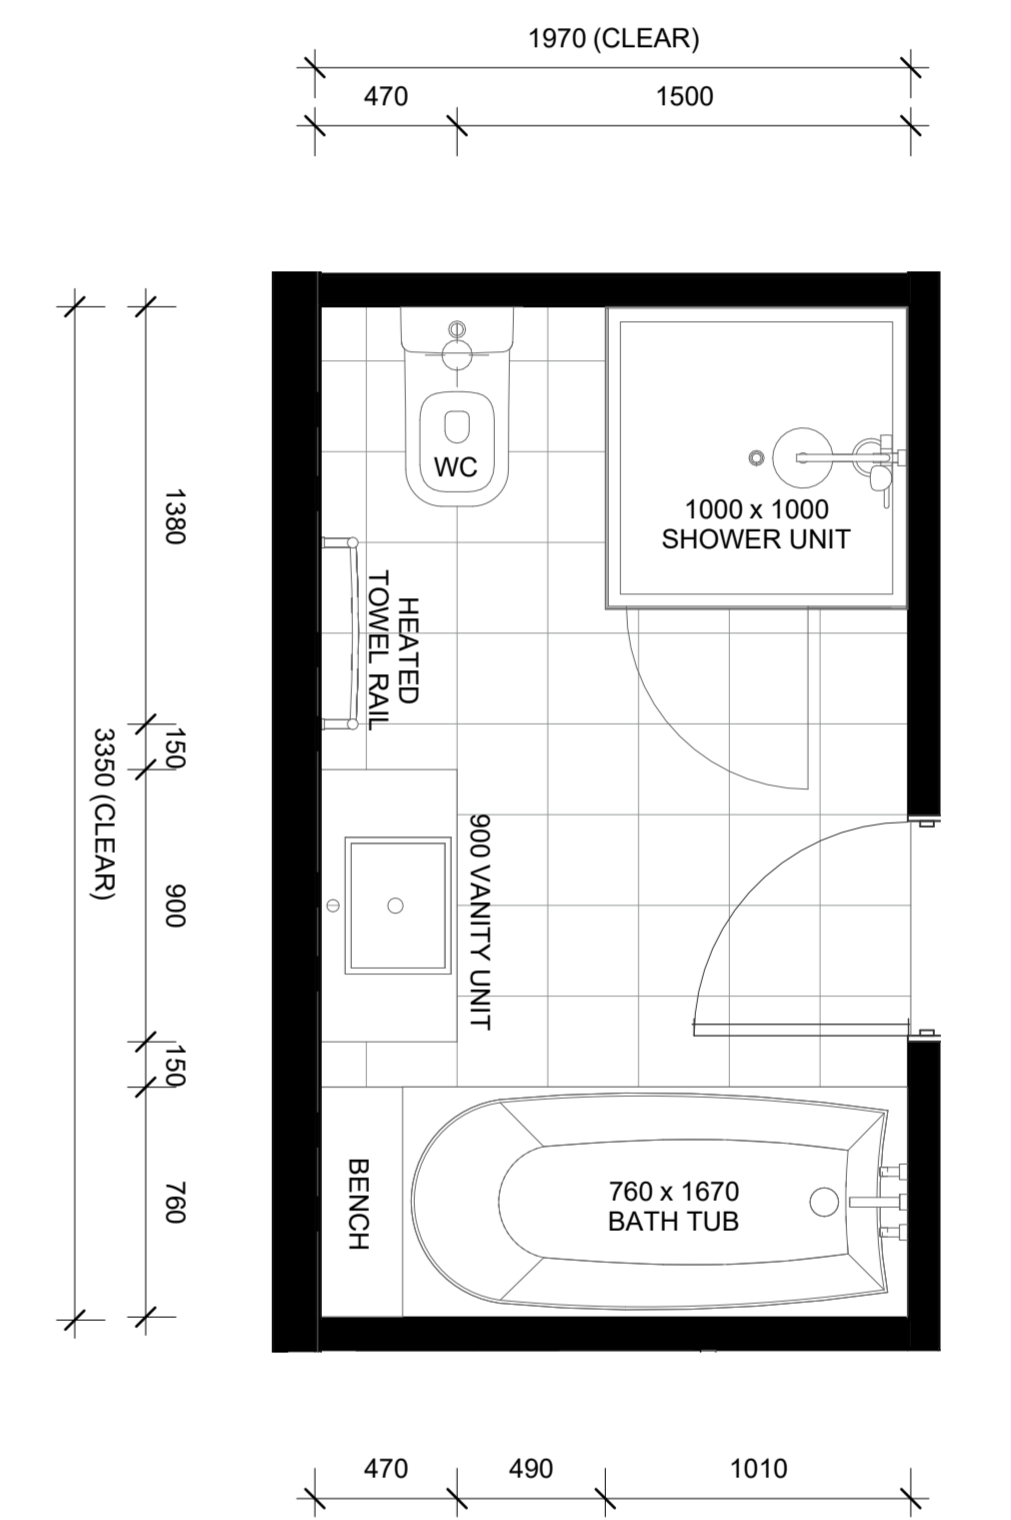 1970 (CLEAR)
470
1500
WC
1000 x 1000
SHOWER UNIT
HEATED
TOWEL RAIL
900 VANITY UNIT
BENCH
760 x 1670
BATH TUB
3350 (CLEAR)
1380
150
900
150
760
470
490
1010